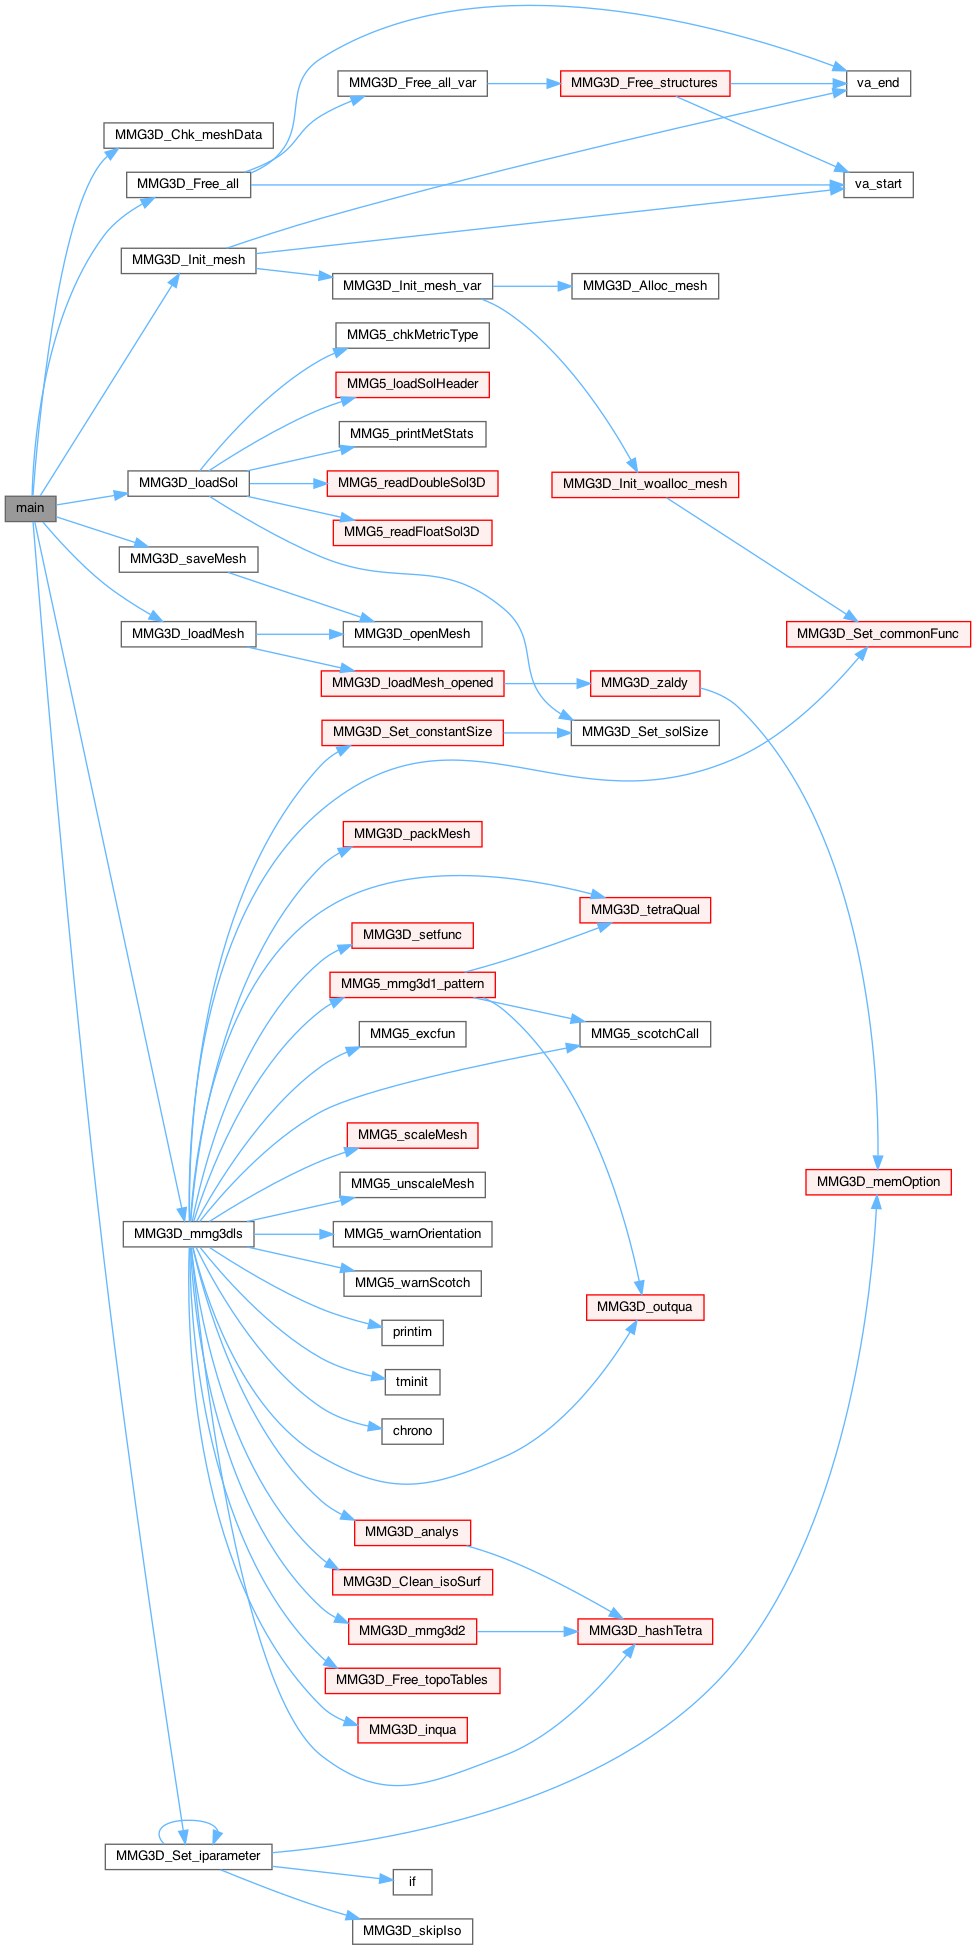 MMG3D_Free_all_var
MMG3D_Free_structures
va_end
MMG3D_Chk_meshData
MMG3D_Free_all
va_start
MMG3D_Init_mesh
MMG3D_Init_mesh_var
MMG3D_Alloc_mesh
MMG5_chkMetricType
MMG5_loadSolHeader
MMG5_printMetStats
MMG3D_loadSol
MMG5_readDoubleSol3D
MMG3D_Init_woalloc_mesh
main
MMG5_readFloatSol3D
MMG3D_saveMesh
MMG3D_loadMesh
MMG3D_openMesh
MMG3D_Set_commonFunc
MMG3D_loadMesh_opened
MMG3D_zaldy
MMG3D_Set_constantSize
MMG3D_Set_solSize
MMG3D_packMesh
MMG3D_tetraQual
MMG3D_setfunc
MMG5_mmg3d1_pattern
MMG5_excfun
MMG5_scotchCall
MMG5_scaleMesh
MMG5_unscaleMesh
MMG3D_memOption
MMG3D_mmg3dls
MMG5_warnOrientation
MMG5_warnScotch
MMG3D_outqua
printim
tminit
chrono
MMG3D_analys
MMG3D_Clean_isoSurf
MMG3D_mmg3d2
MMG3D_hashTetra
MMG3D_Free_topoTables
MMG3D_inqua
MMG3D_Set_iparameter
if
MMG3D_skipIso